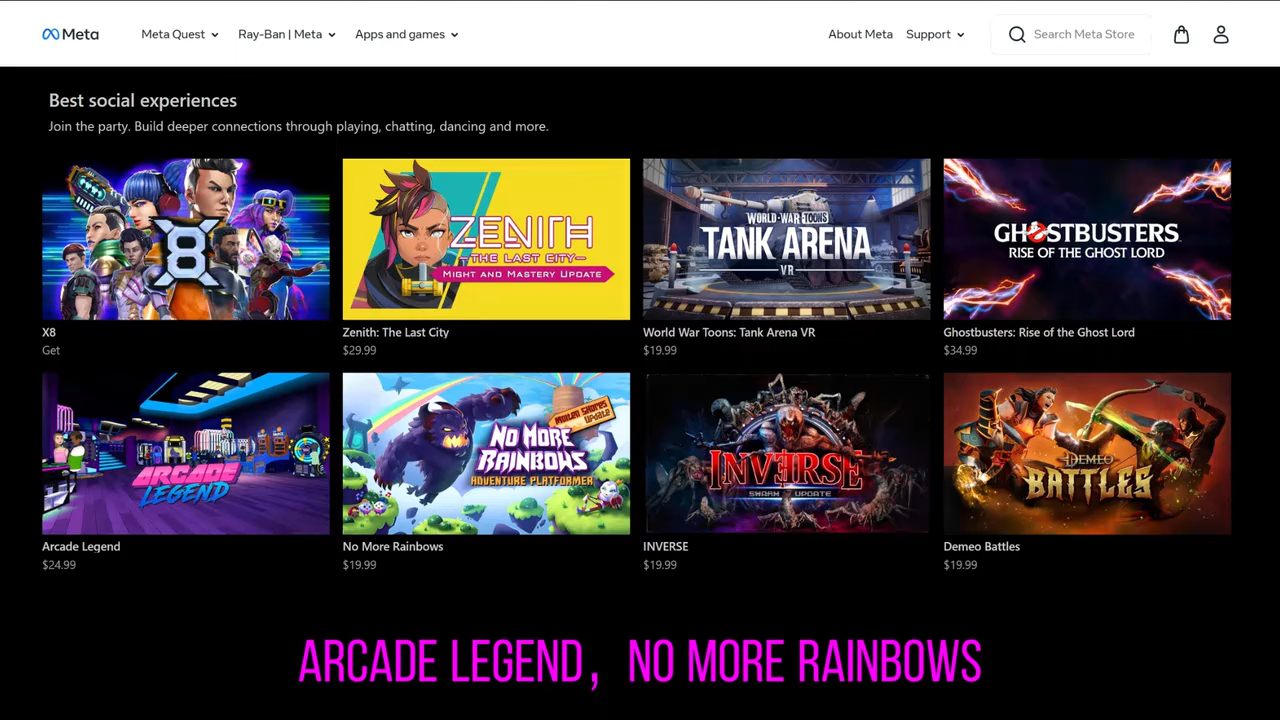 Meta
Meta Quest
Ray-Ban | Meta
Apps and games
About Meta
Support
Search Meta Store
Best social experiences
Join the party. Build deeper connections through playing, chatting, dancing and more.
X8
ZENITH
THE LAST CITY
MIGHT AND MASTERY UPDATE
WORLD-WAR TOONS
TANK ARENA
VR
GHOSTBUSTERS
RISE OF THE GHOST LORD
X8
Get
Zenith: The Last City
$29.99
World War Toons: Tank Arena VR
$19.99
Ghostbusters: Rise of the Ghost Lord
$34.99
ARCADE
LEGEND
NO MORE
RAINBOWS
ADVENTURE PLATFORMER
Update
INVERSE
SWARM UPDATE
DEMEO
BATTLES
Arcade Legend
$24.99
No More Rainbows
$19.99
INVERSE
$19.99
Demeo Battles
$19.99
ARCADE LEGEND, NO MORE RAINBOWS